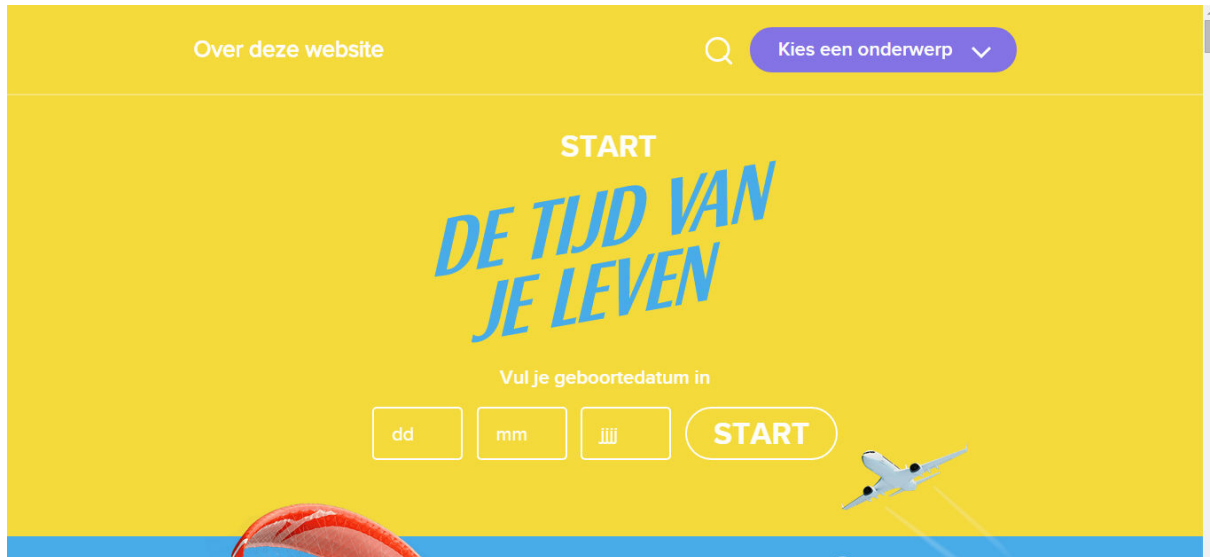 Over deze website
Kies een onderwerp
START
DE TIJD VAN
JE LEVEN
Vul je geboortedatum in
dd mm jjjj START